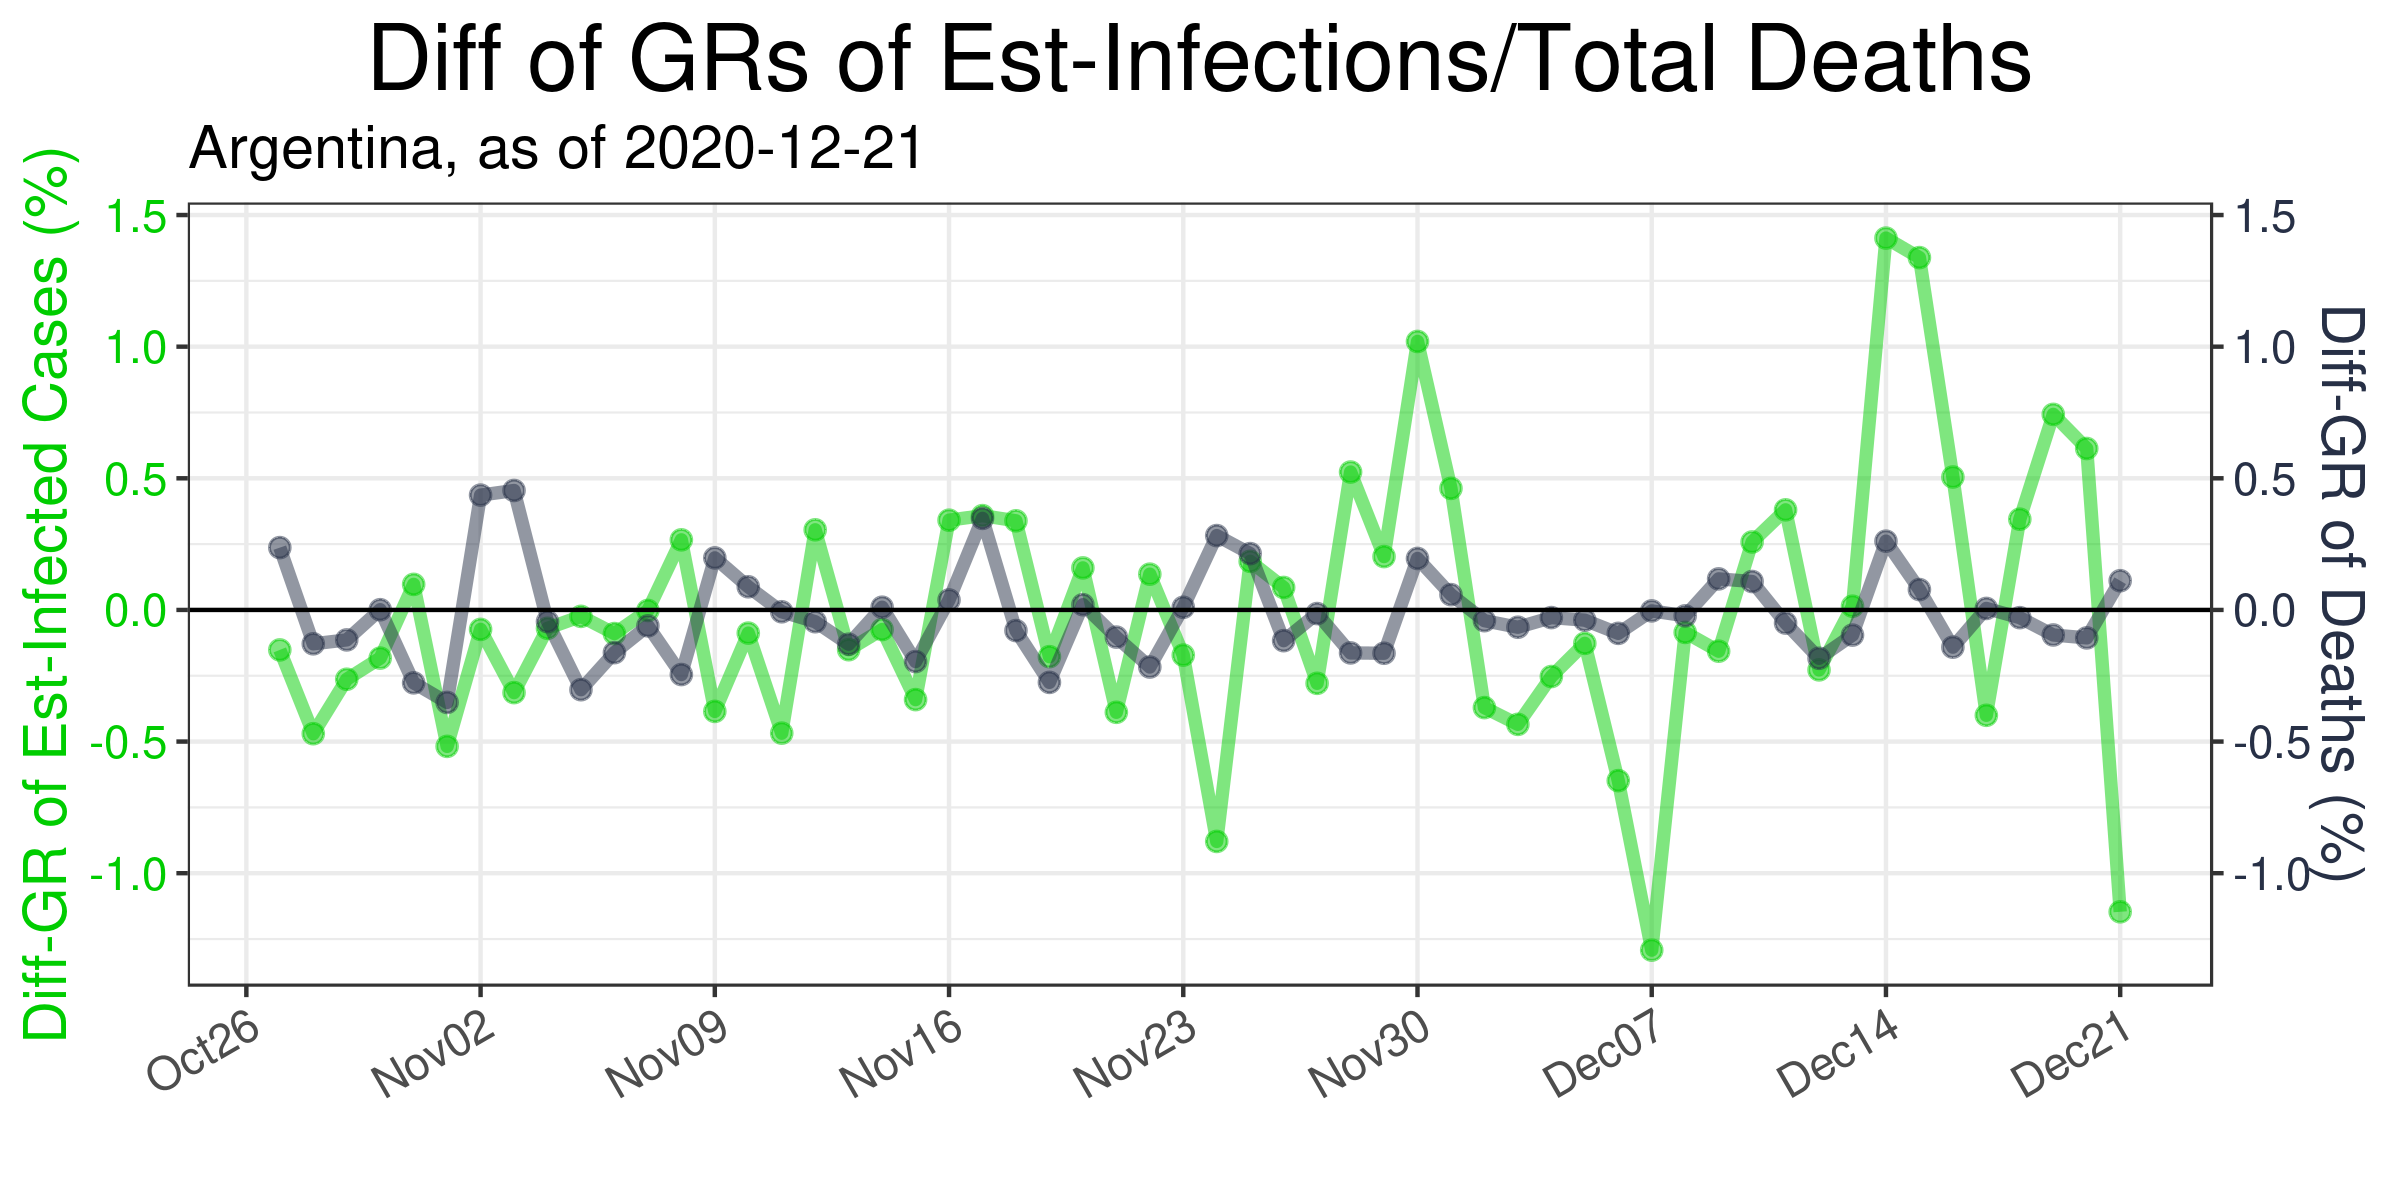 Diff of GRs of Est-Infections/Total Deaths
Argentina, as of 2020-12-21
Diff-GR of Est-Infected Cases (%)
1.5
1.0
0.5
0.0
-0.5
-1.0
1.5
1.0
0.5
0.0
-0.5
-1.0
Diff-GR of Deaths (%)
Oct26
Nov02
Nov09
Nov16
Nov23
Nov30
Dec07
Dec14
Dec21